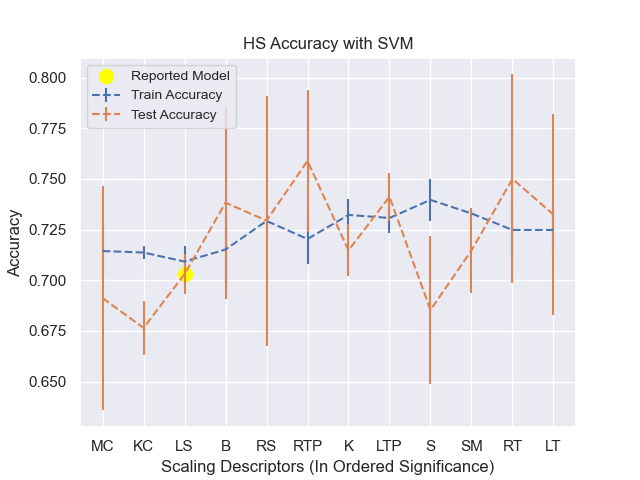 HS Accuracy with SVM
Reported Model
Train Accuracy
Test Accuracy
Accuracy
0.800
0.775
0.750
0.725
0.700
0.675
0.650
MC KC LS B RS RTP K LTP S SM RT LT
Scaling Descriptors (In Ordered Significance)